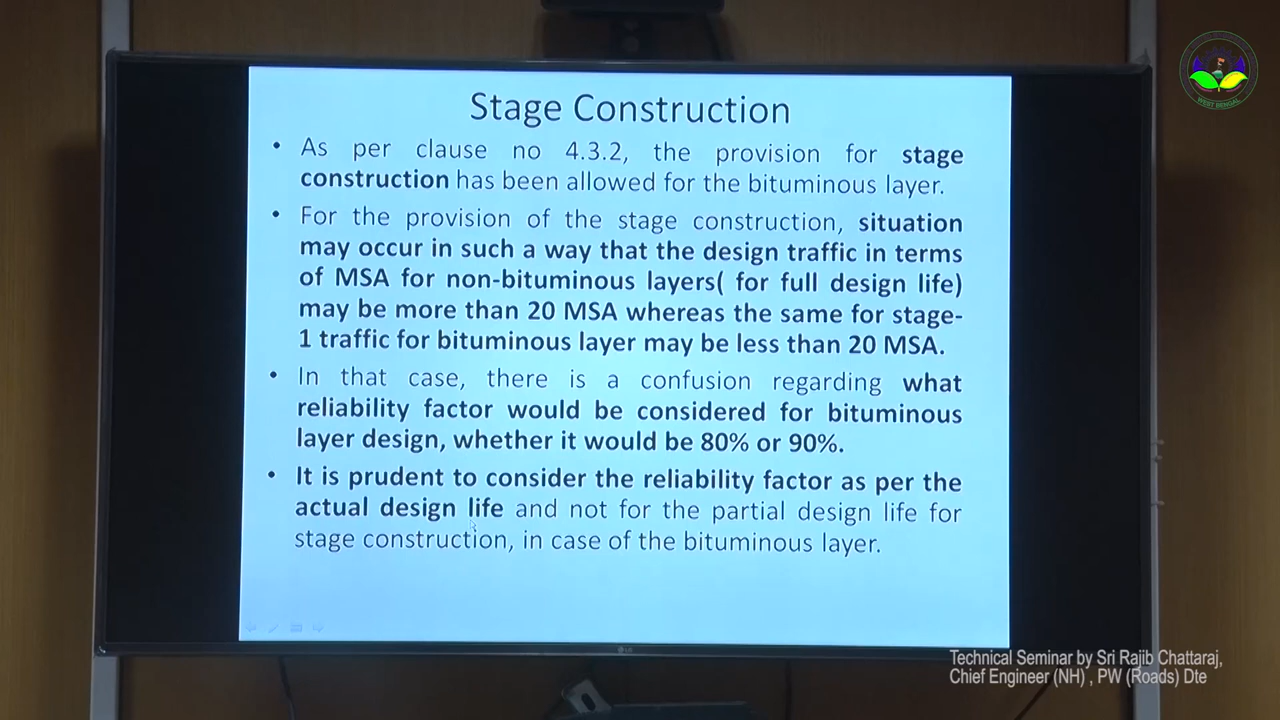 Stage Construction
• As per clause no 4.3.2, the provision for stage
construction has been allowed for the bituminous layer.
• For the provision of the stage construction, situation
may occur in such a way that the design traffic in terms
of MSA for non-bituminous layers( for full design life)
may be more than 20 MSA whereas the same for stage-
1 traffic for bituminous layer may be less than 20 MSA.
• In that case, there is a confusion regarding what
reliability factor would be considered for bituminous
layer design, whether it would be 80% or 90%.
• It is prudent to consider the reliability factor as per the
actual design life and not for the partial design life for
stage construction, in case of the bituminous layer.
LG
WEST BENGAL
Technical Seminar by Sri Rajib Chattaraj,
Chief Engineer (NH) , PW (Roads) Dte